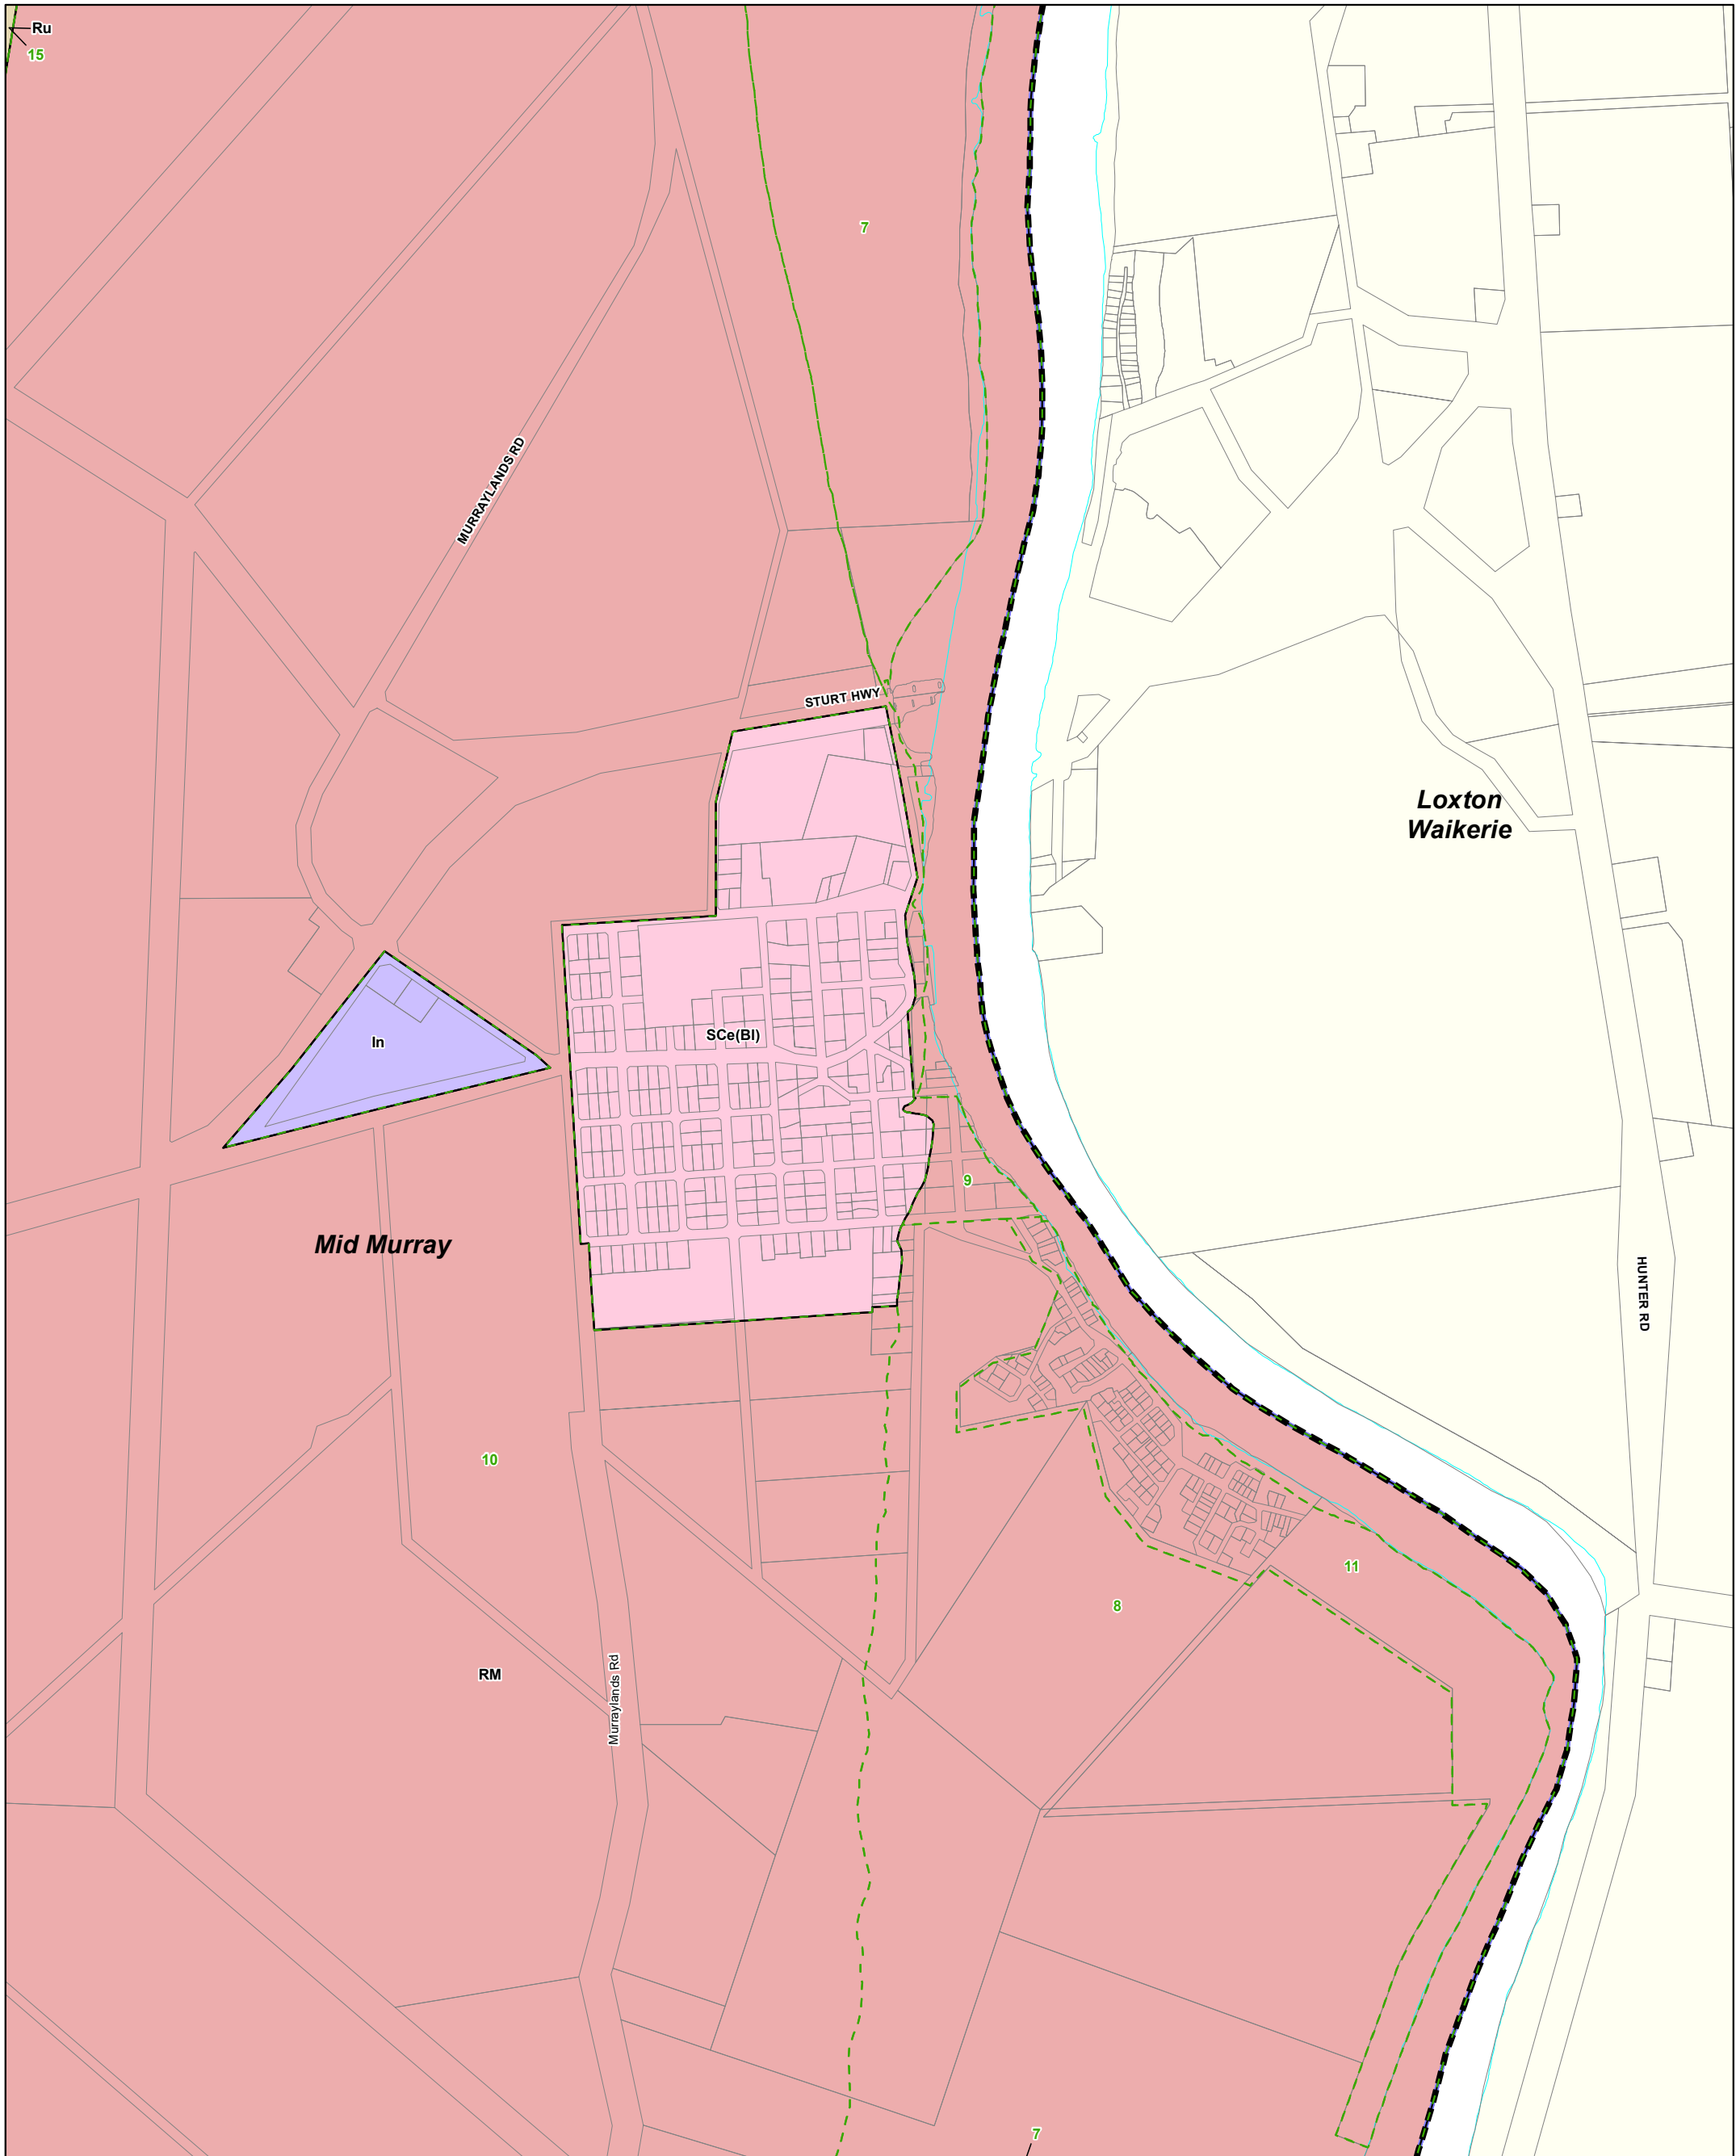 Ru
15
7
MURRAYLANDS RD
STURT HWY
Loxton
Waikerie
In
SCe(Bl)
9
Mid Murray
HUNTER RD
10
11
8
RM
Murraylands Rd
7